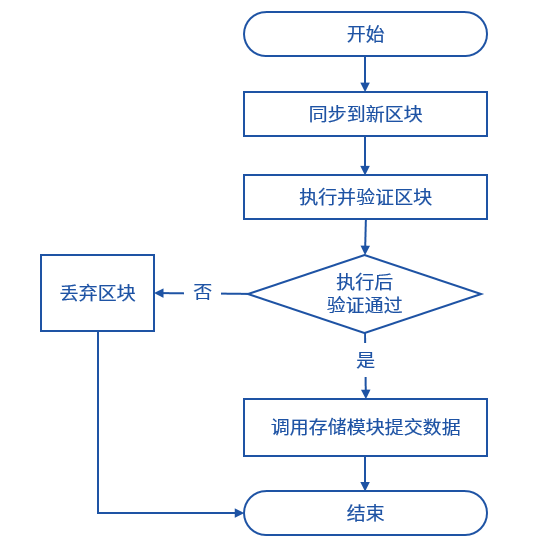 开始
同步到新区块
执行并验证区块
执行后
验证通过
否
丢弃区块
是
调用存储模块提交数据
结束